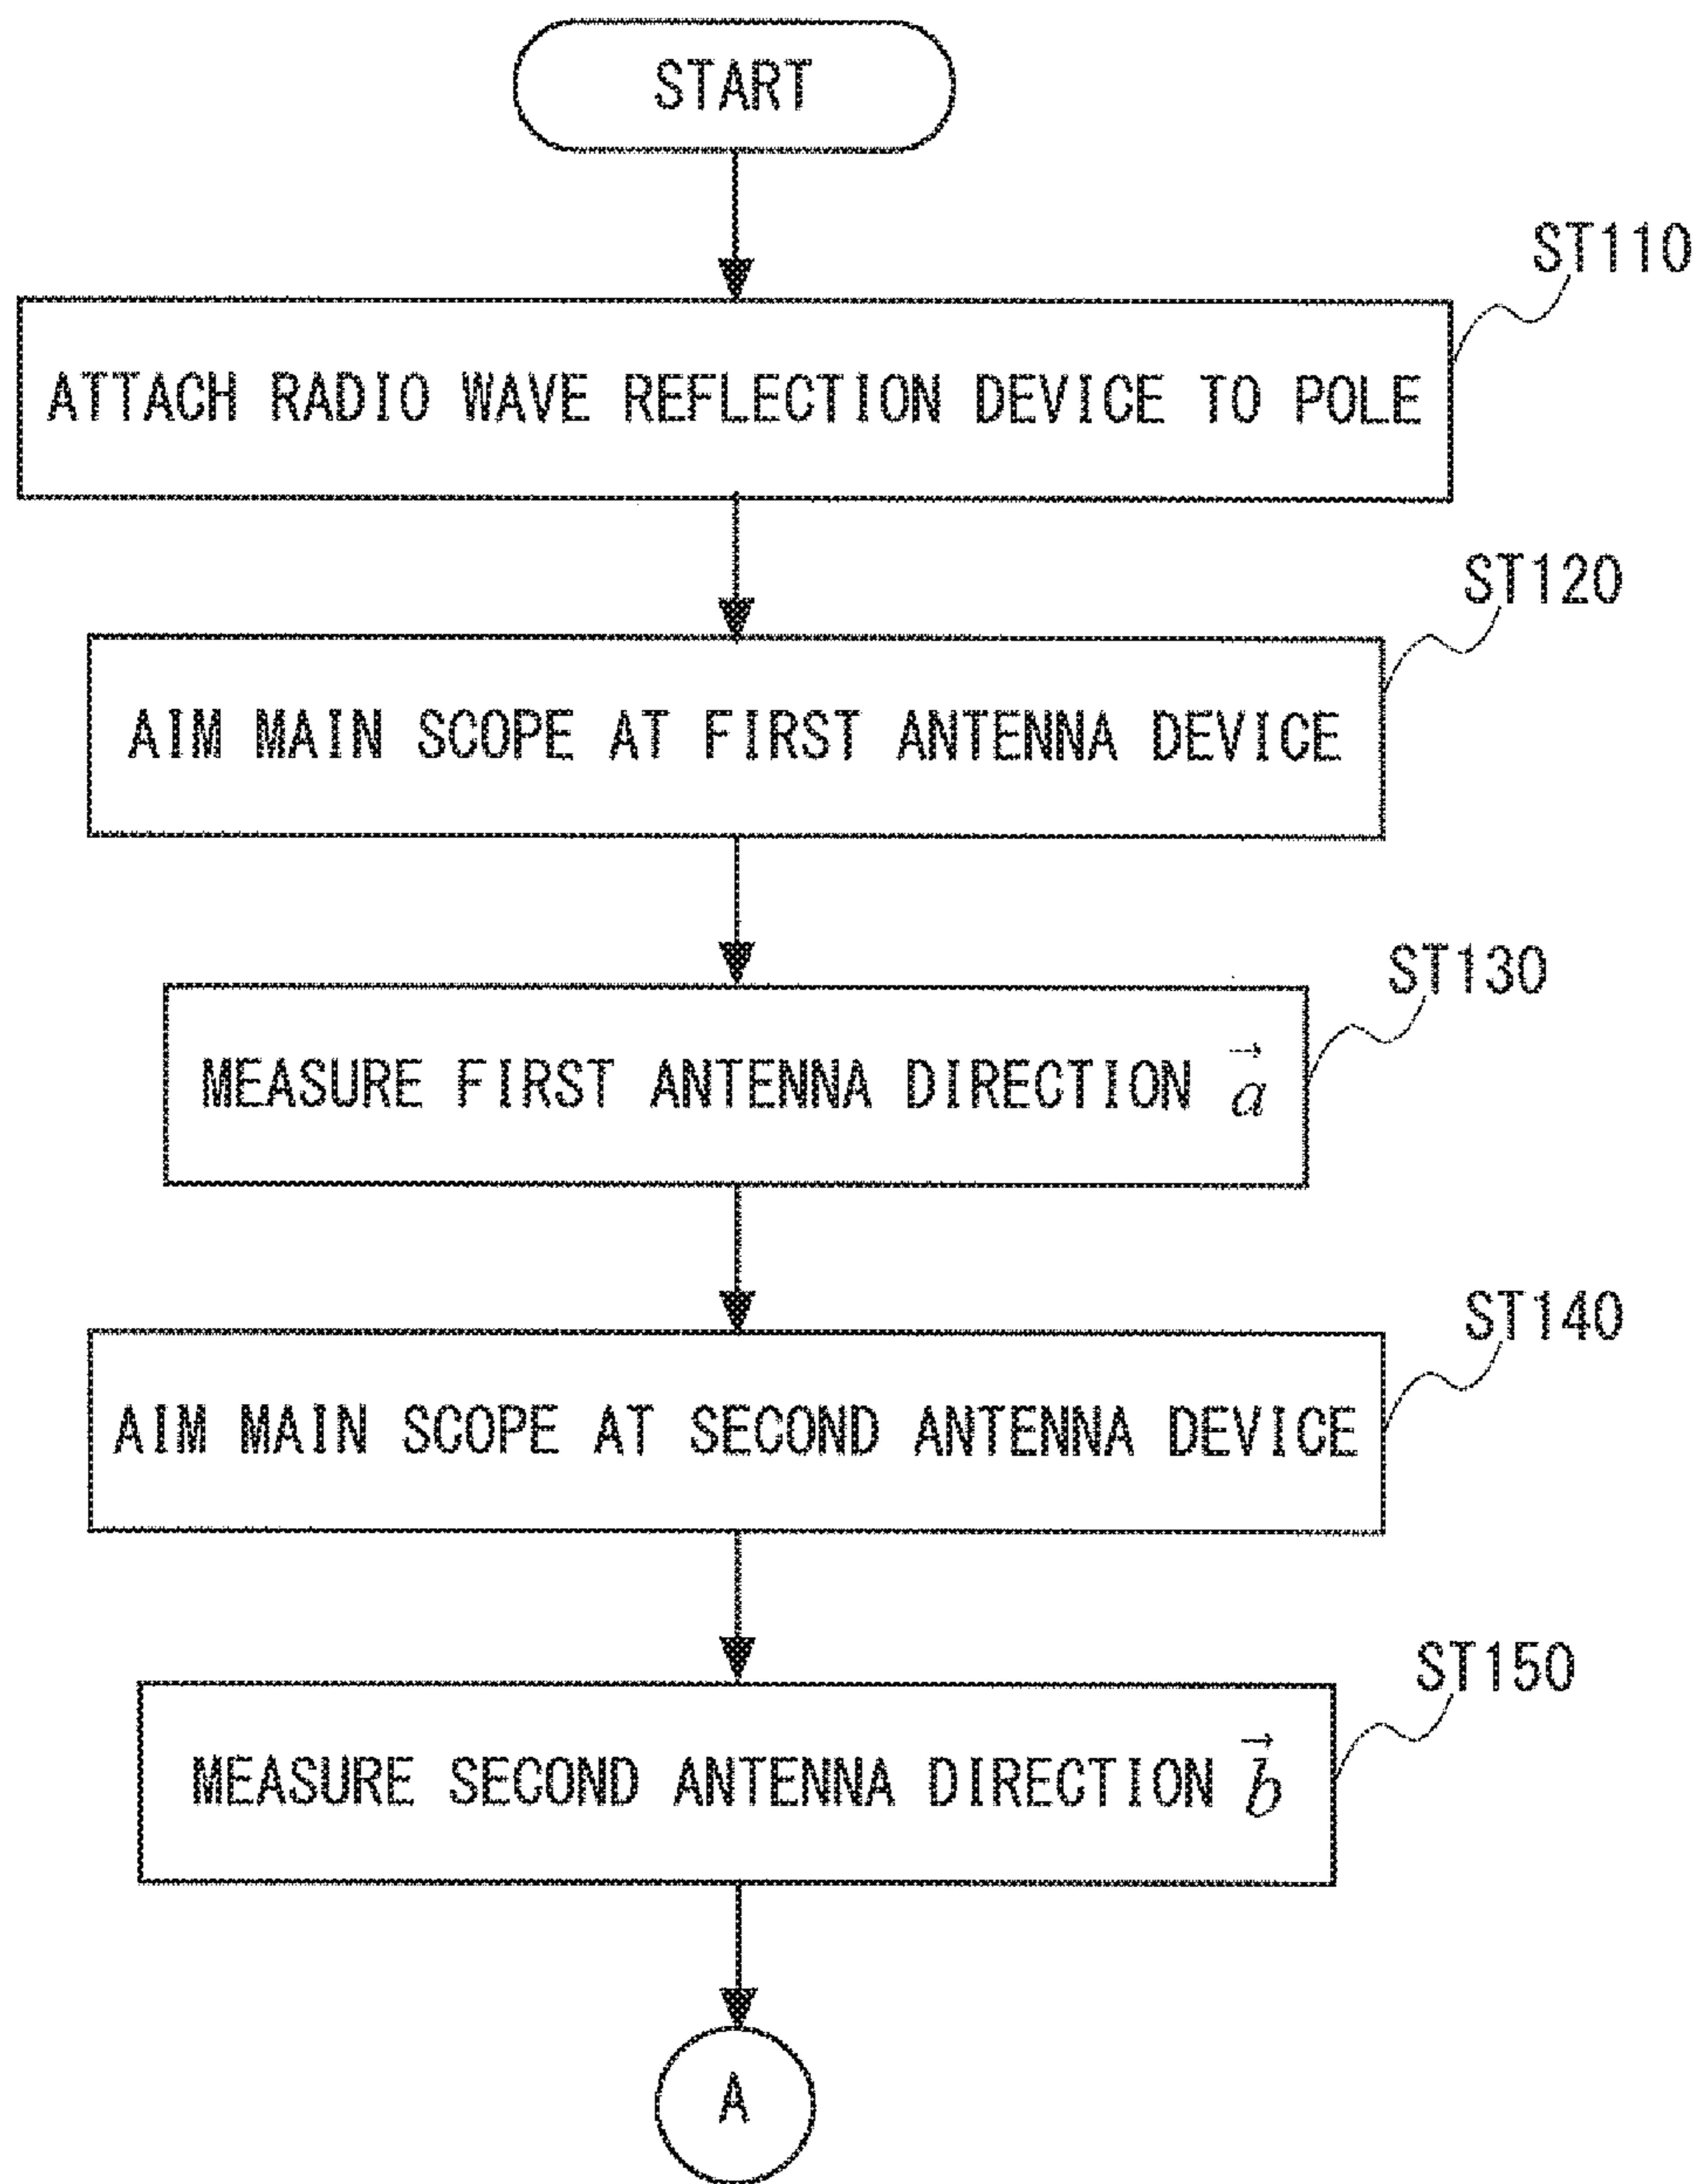 START
ST110
ATTACH RADIO WAVE REFLECTION DEVICE TO POLE
ST120
AIM MAIN SCOPE AT FIRST ANTENNA DEVICE
ST130
MEASURE FIRST ANTENNA DIRECTION a⃗
ST140
AIM MAIN SCOPE AT SECOND ANTENNA DEVICE
ST150
MEASURE SECOND ANTENNA DIRECTION b⃗
A